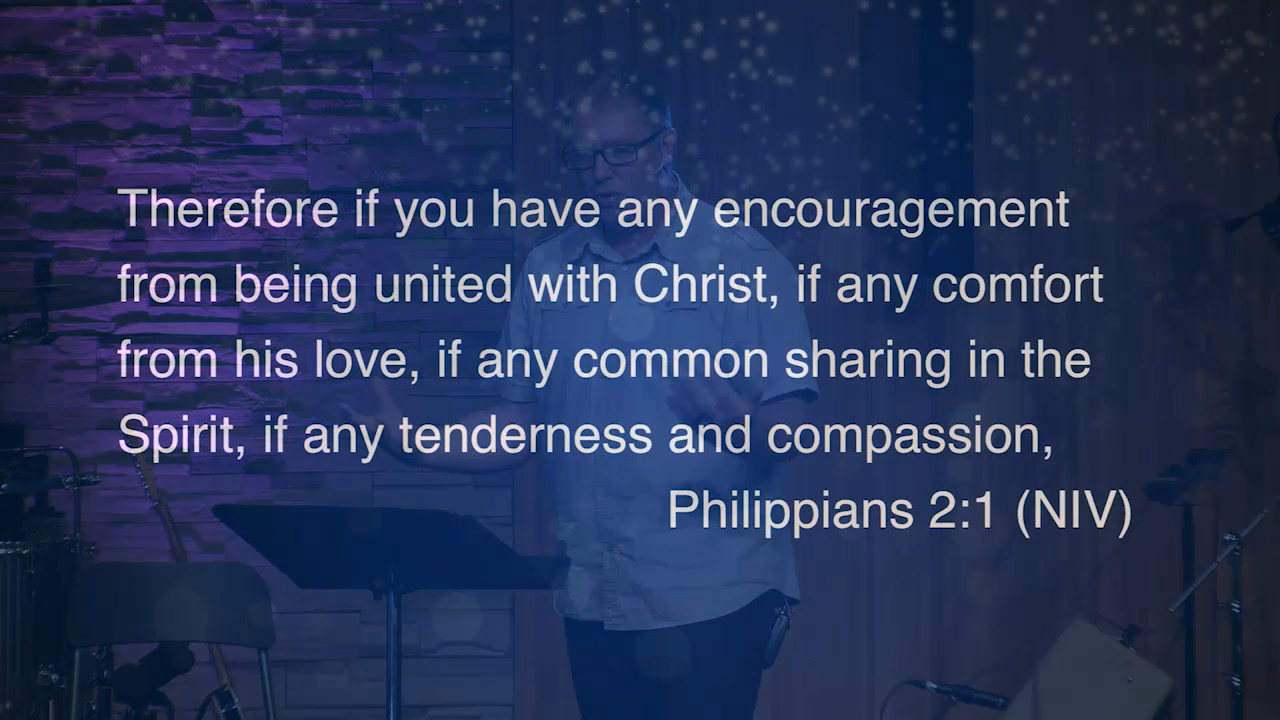 Therefore if you have any encouragement
from being united with Christ, if any comfort
from his love, if any common sharing in the
Spirit, if any tenderness and compassion,
Philippians 2:1 (NIV)